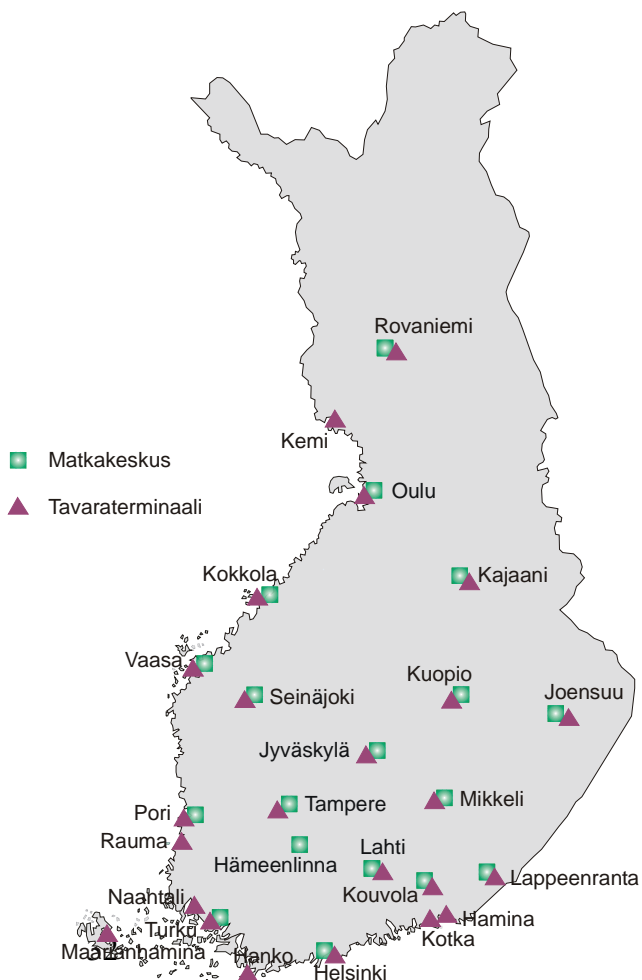 Rovaniemi
Kemi
Matkakeskus
Oulu
Tavaraterminaali
Kokkola
Kajaani
Vaasa
Kuopio
Joensuu
Seinäjoki
Jyväskylä
Mikkeli
Tampere
Pori
Rauma
Lahti
Hämeenlinna
Lappeenranta
Kouvola
Naantali
Hamina
Turku
Kotka
Hanko
Helsinki